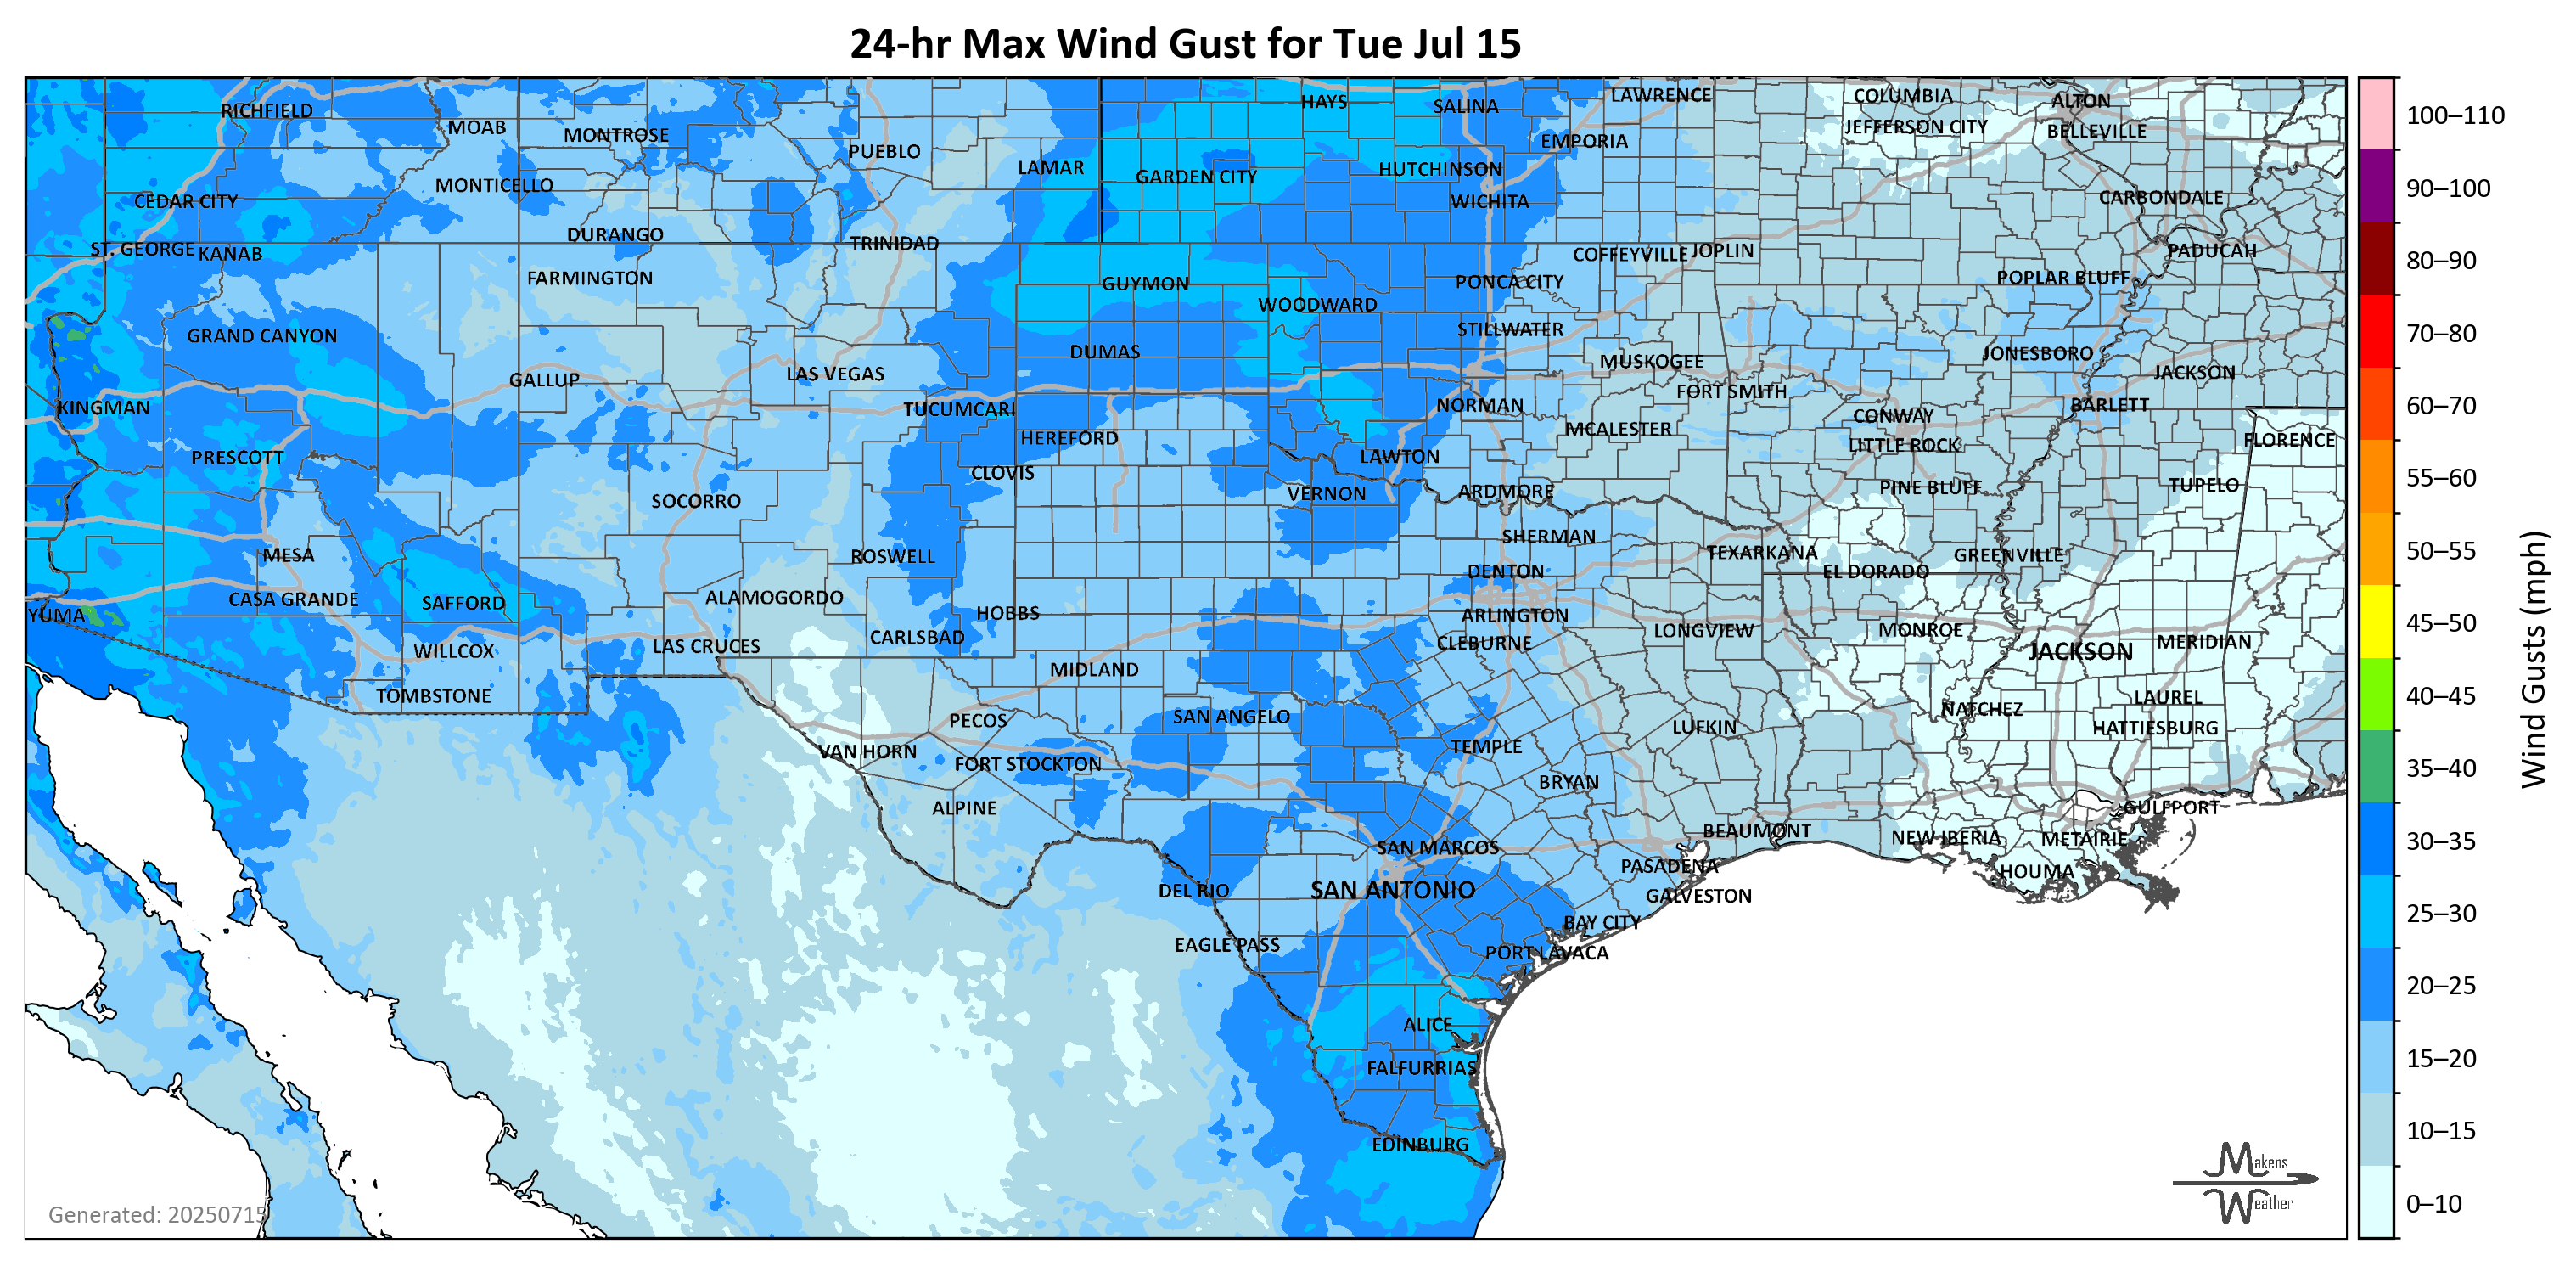 24-hr Max Wind Gust for Tue Jul 15
RICHFIELD
MOAB
MONTROSE
PUEBLO
LAMAR
HAYS
SALINA
LAWRENCE
COLUMBIA
ALTON
JEFFERSON CITY
BELLEVILLE
EMPORIA
MONTICELLO
GARDEN CITY
HUTCHINSON
CEDAR CITY
WICHITA
CARBONDALE
DURANGO
TRINIDAD
ST. GEORGE
KANAB
COFFEYVILLE
JOPLIN
PADUCAH
FARMINGTON
GUYMON
PONCA CITY
POPLAR BLUFF
WOODWARD
GRAND CANYON
STILLWATER
DUMAS
JONESBORO
MUSKOGEE
GALLUP
LAS VEGAS
JACKSON
FORT SMITH
KINGMAN
TUCUMCARI
NORMAN
CONWAY
BARLETT
HEREFORD
MCALESTER
LITTLE ROCK
FLORENCE
PRESCOTT
CLOVIS
LAWTON
SOCORRO
VERNON
ARDMORE
PINE BLUFF
TUPELO
MESA
ROSWELL
SHERMAN
TEXARKANA
GREENVILLE
DENTON
EL DORADO
CASA GRANDE
SAFFORD
ALAMOGORDO
HOBBS
ARLINGTON
YUMA
WILLCOX
LAS CRUCES
CARLSBAD
CLEBURNE
LONGVIEW
MONROE
JACKSON
MERIDIAN
TOMBSTONE
MIDLAND
LAUREL
NATCHEZ
PECOS
SAN ANGELO
LUFKIN
HATTIESBURG
VAN HORN
FORT STOCKTON
TEMPLE
BRYAN
ALPINE
GULFPORT
BEAUMONT
NEW IBERIA
METAIRIE
SAN MARCOS
PASADENA
HOUMA
DEL RIO
SAN ANTONIO
GALVESTON
BAY CITY
EAGLE PASS
PORT LAVACA
ALICE
FALFURRIAS
EDINBURG
Generated: 20250715
Makens
Weather
100–110
90–100
80–90
70–80
60–70
55–60
50–55
45–50
40–45
35–40
30–35
25–30
20–25
15–20
10–15
0–10
Wind Gusts (mph)